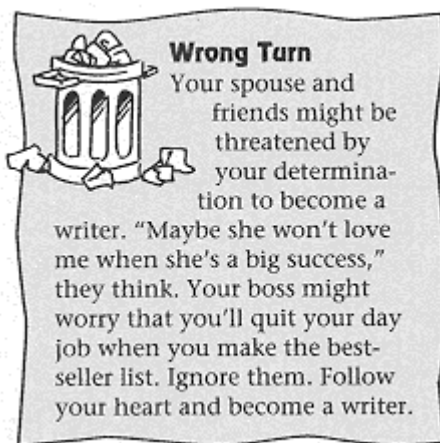 Wrong Turn
Your spouse and
friends might be
threatened by
your determina-
tion to become a
writer. “Maybe she won’t love
me when she’s a big success,”
they think. Your boss might
worry that you’ll quit your day
job when you make the best-
seller list. Ignore them. Follow
your heart and become a writer.